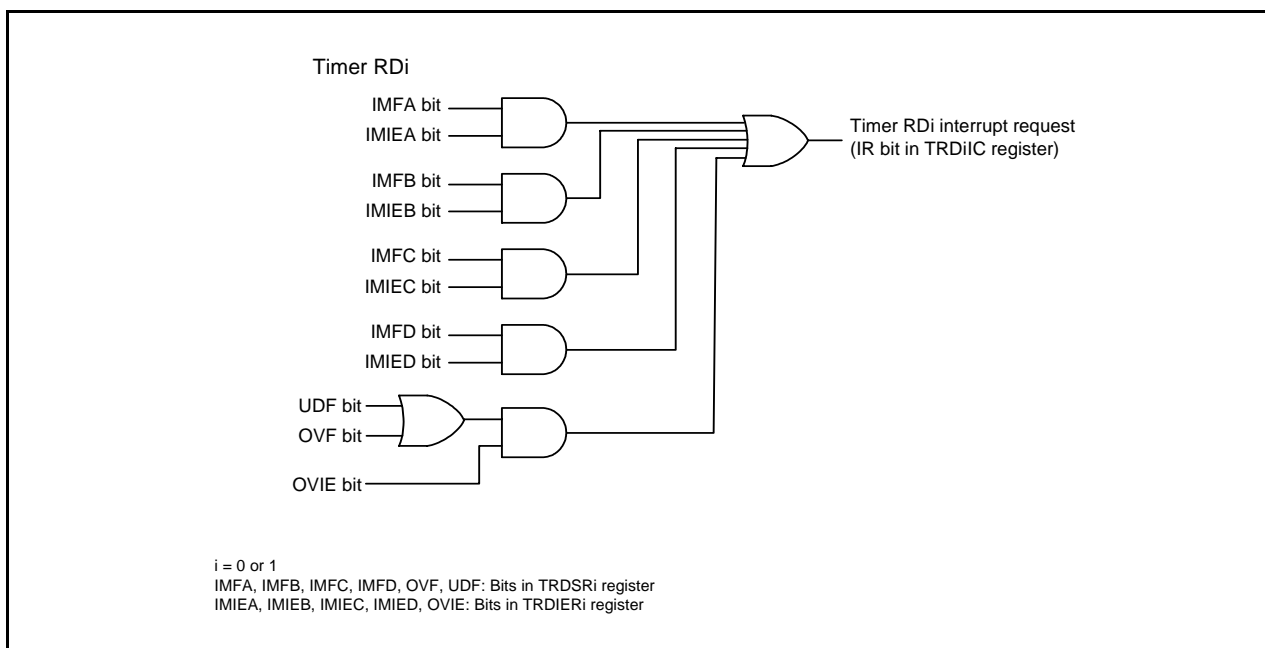 Timer RDi
IMFA bit
IMIEA bit
Timer RDi interrupt request
(IR bit in TRDiIC register)
IMFB bit
IMIEB bit
IMFC bit
IMIEC bit
IMFD bit
IMIED bit
UDF bit
OVF bit
OVIE bit
i = 0 or 1
IMFA, IMFB, IMFC, IMFD, OVF, UDF: Bits in TRDSRi register
IMIEA, IMIEB, IMIEC, IMIED, OVIE: Bits in TRDIERi register